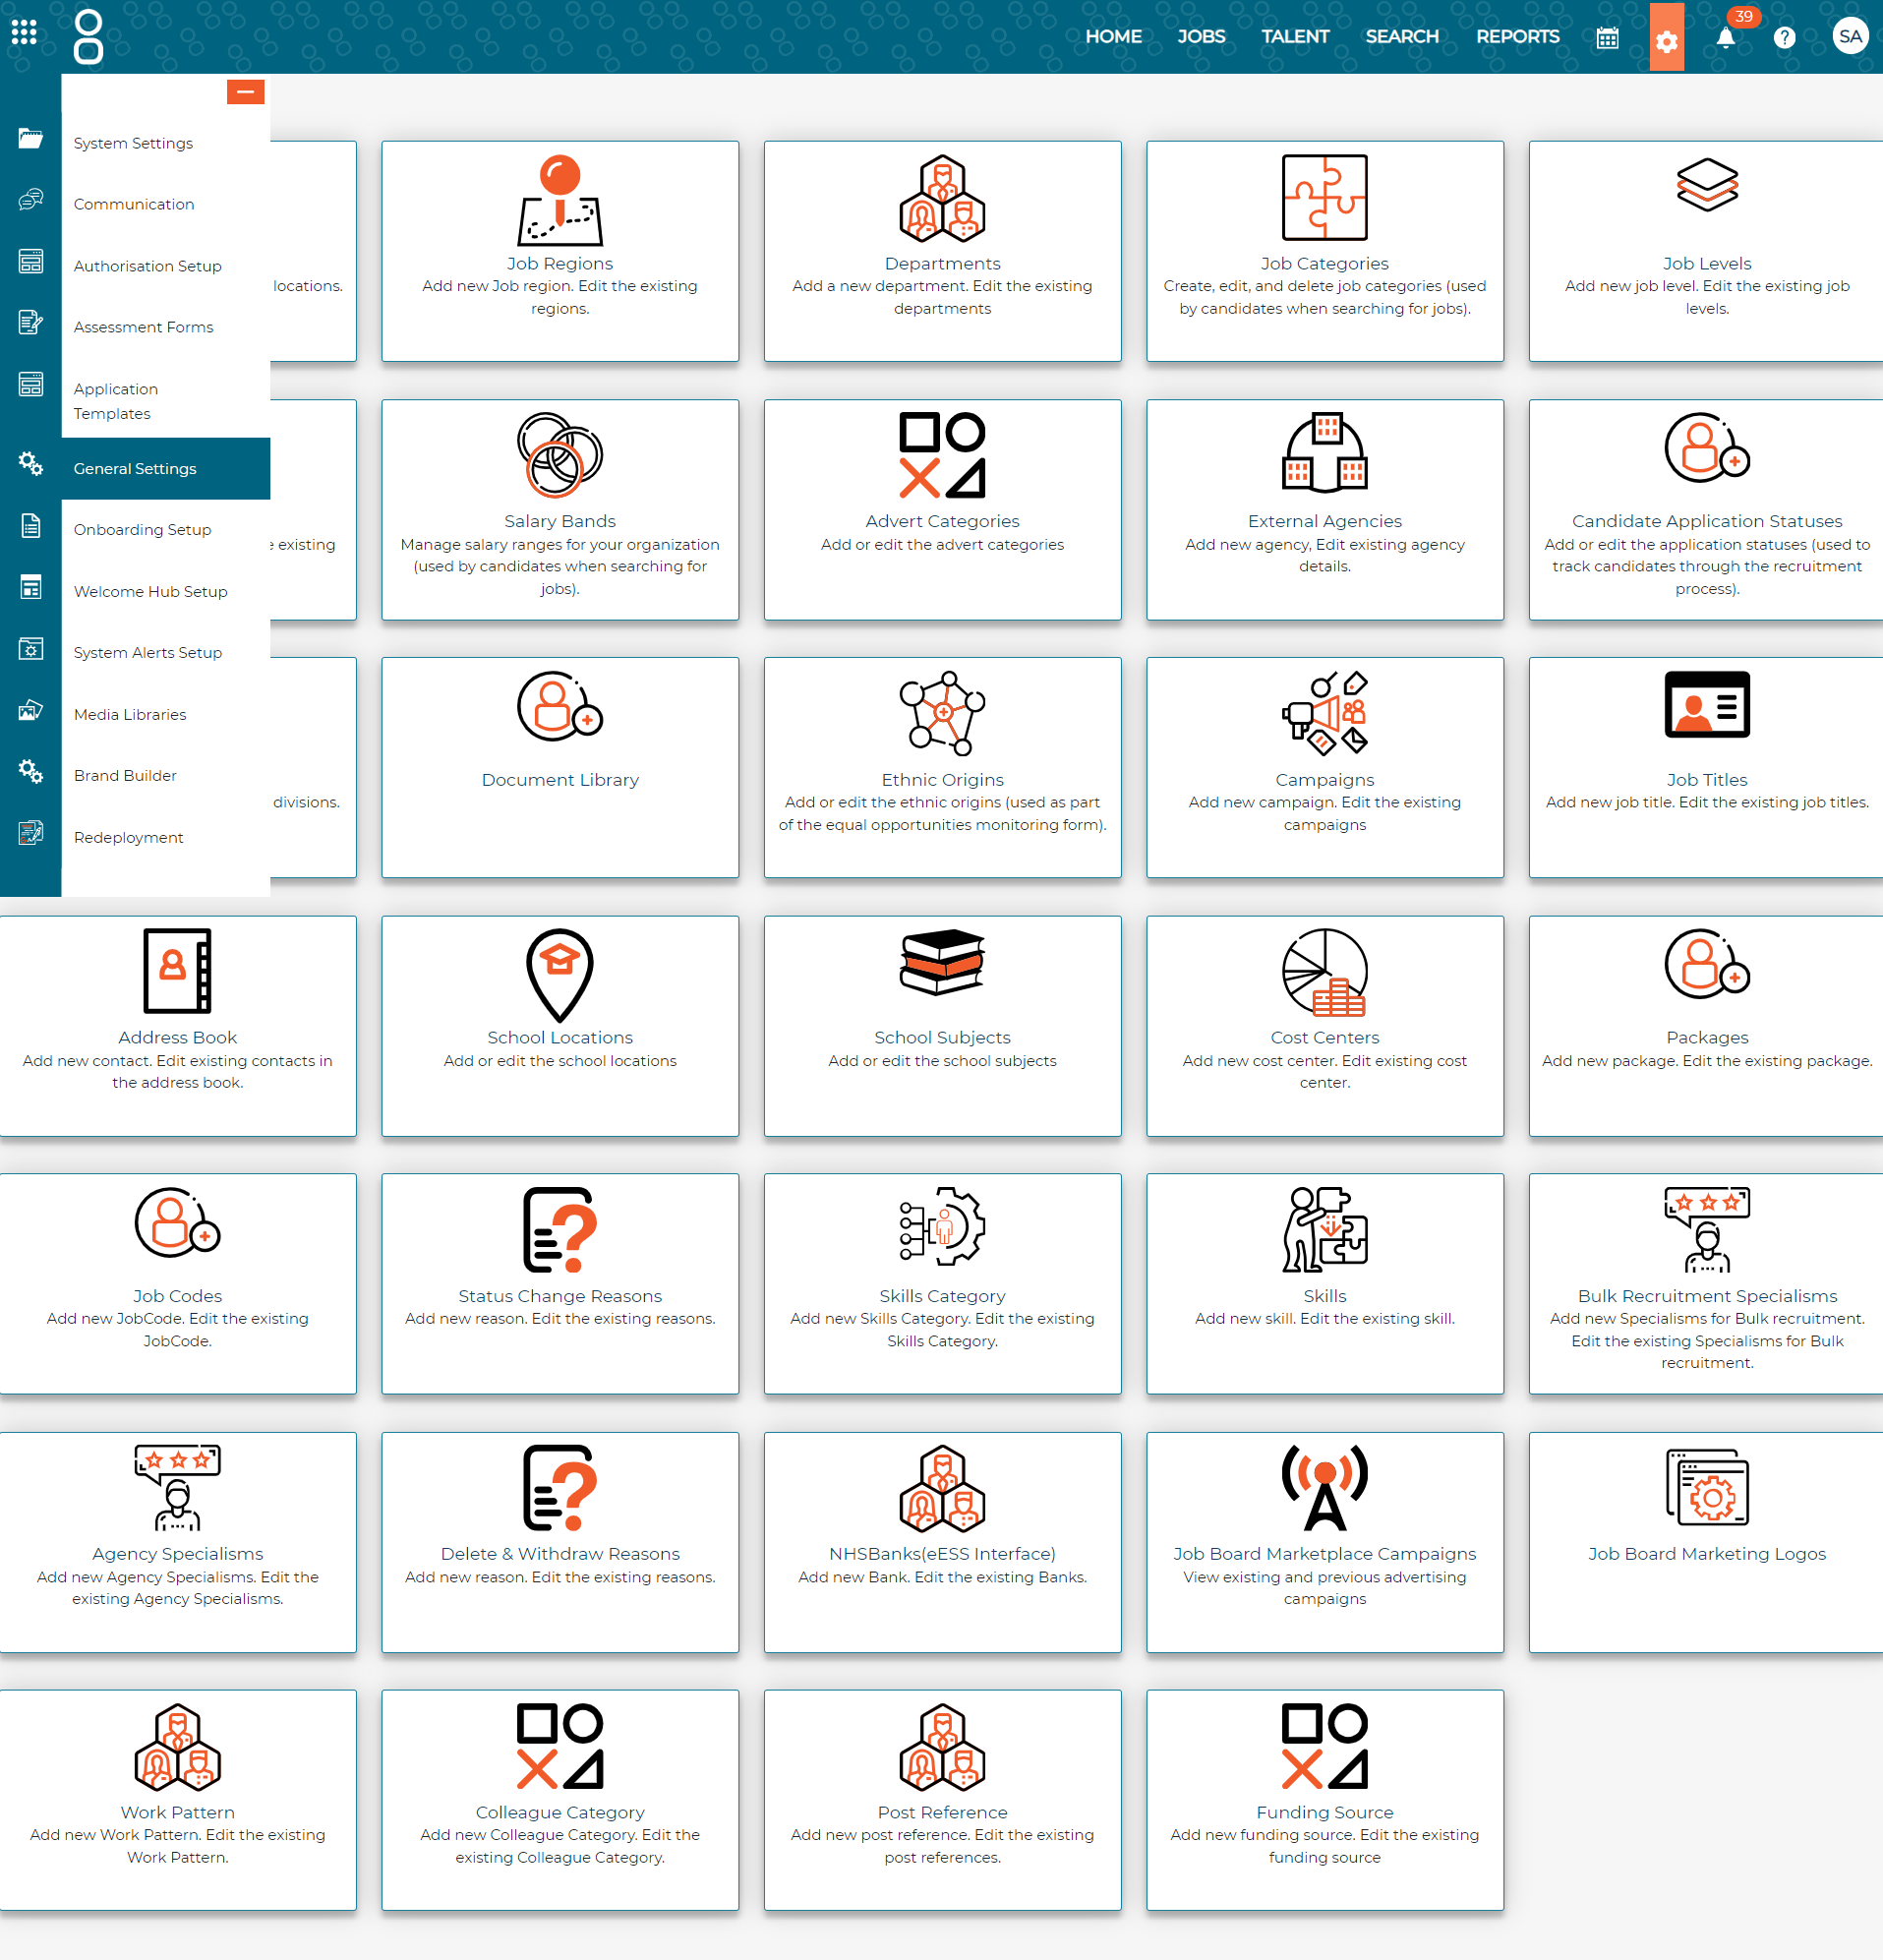 HOME JOBS TALENT SEARCH REPORTS 39 SA
System Settings
Communication
Authorisation Setup
Assessment Forms
Application
Templates
General Settings
Onboarding Setup
Welcome Hub Setup
System Alerts Setup
Media Libraries
Brand Builder
Redeployment
locations.
Job Regions
Add new Job region. Edit the existing
regions.
Departments
Add a new department. Edit the existing
departments
Job Categories
Create, edit, and delete job categories (used
by candidates when searching for jobs).
Job Levels
Add new job level. Edit the existing job
levels.
existing
Salary Bands
Manage salary ranges for your organization
(used by candidates when searching for
jobs).
Advert Categories
Add or edit the advert categories
External Agencies
Add new agency, Edit existing agency
details.
Candidate Application Statuses
Add or edit the application statuses (used to
track candidates through the recruitment
process).
divisions.
Document Library
Ethnic Origins
Add or edit the ethnic origins (used as part
of the equal opportunities monitoring form).
Campaigns
Add new campaign. Edit the existing
campaigns
Job Titles
Add new job title. Edit the existing job titles.
Address Book
Add new contact. Edit existing contacts in
the address book.
School Locations
Add or edit the school locations
School Subjects
Add or edit the school subjects
Cost Centers
Add new cost center. Edit existing cost
center.
Packages
Add new package. Edit the existing package.
Job Codes
Add new JobCode. Edit the existing
JobCode.
Status Change Reasons
Add new reason. Edit the existing reasons.
Skills Category
Add new Skills Category. Edit the existing
Skills Category.
Skills
Add new skill. Edit the existing skill.
Bulk Recruitment Specialisms
Add new Specialisms for Bulk recruitment.
Edit the existing Specialisms for Bulk
recruitment.
Agency Specialisms
Add new Agency Specialisms. Edit the
existing Agency Specialisms.
Delete & Withdraw Reasons
Add new reason. Edit the existing reasons.
NHSBanks(eESS Interface)
Add new Bank. Edit the existing Banks.
Job Board Marketplace Campaigns
View existing and previous advertising
campaigns
Job Board Marketing Logos
Work Pattern
Add new Work Pattern. Edit the existing
Work Pattern.
Colleague Category
Add new Colleague Category. Edit the
existing Colleague Category.
Post Reference
Add new post reference. Edit the existing
post references.
Funding Source
Add new funding source. Edit the existing
funding source